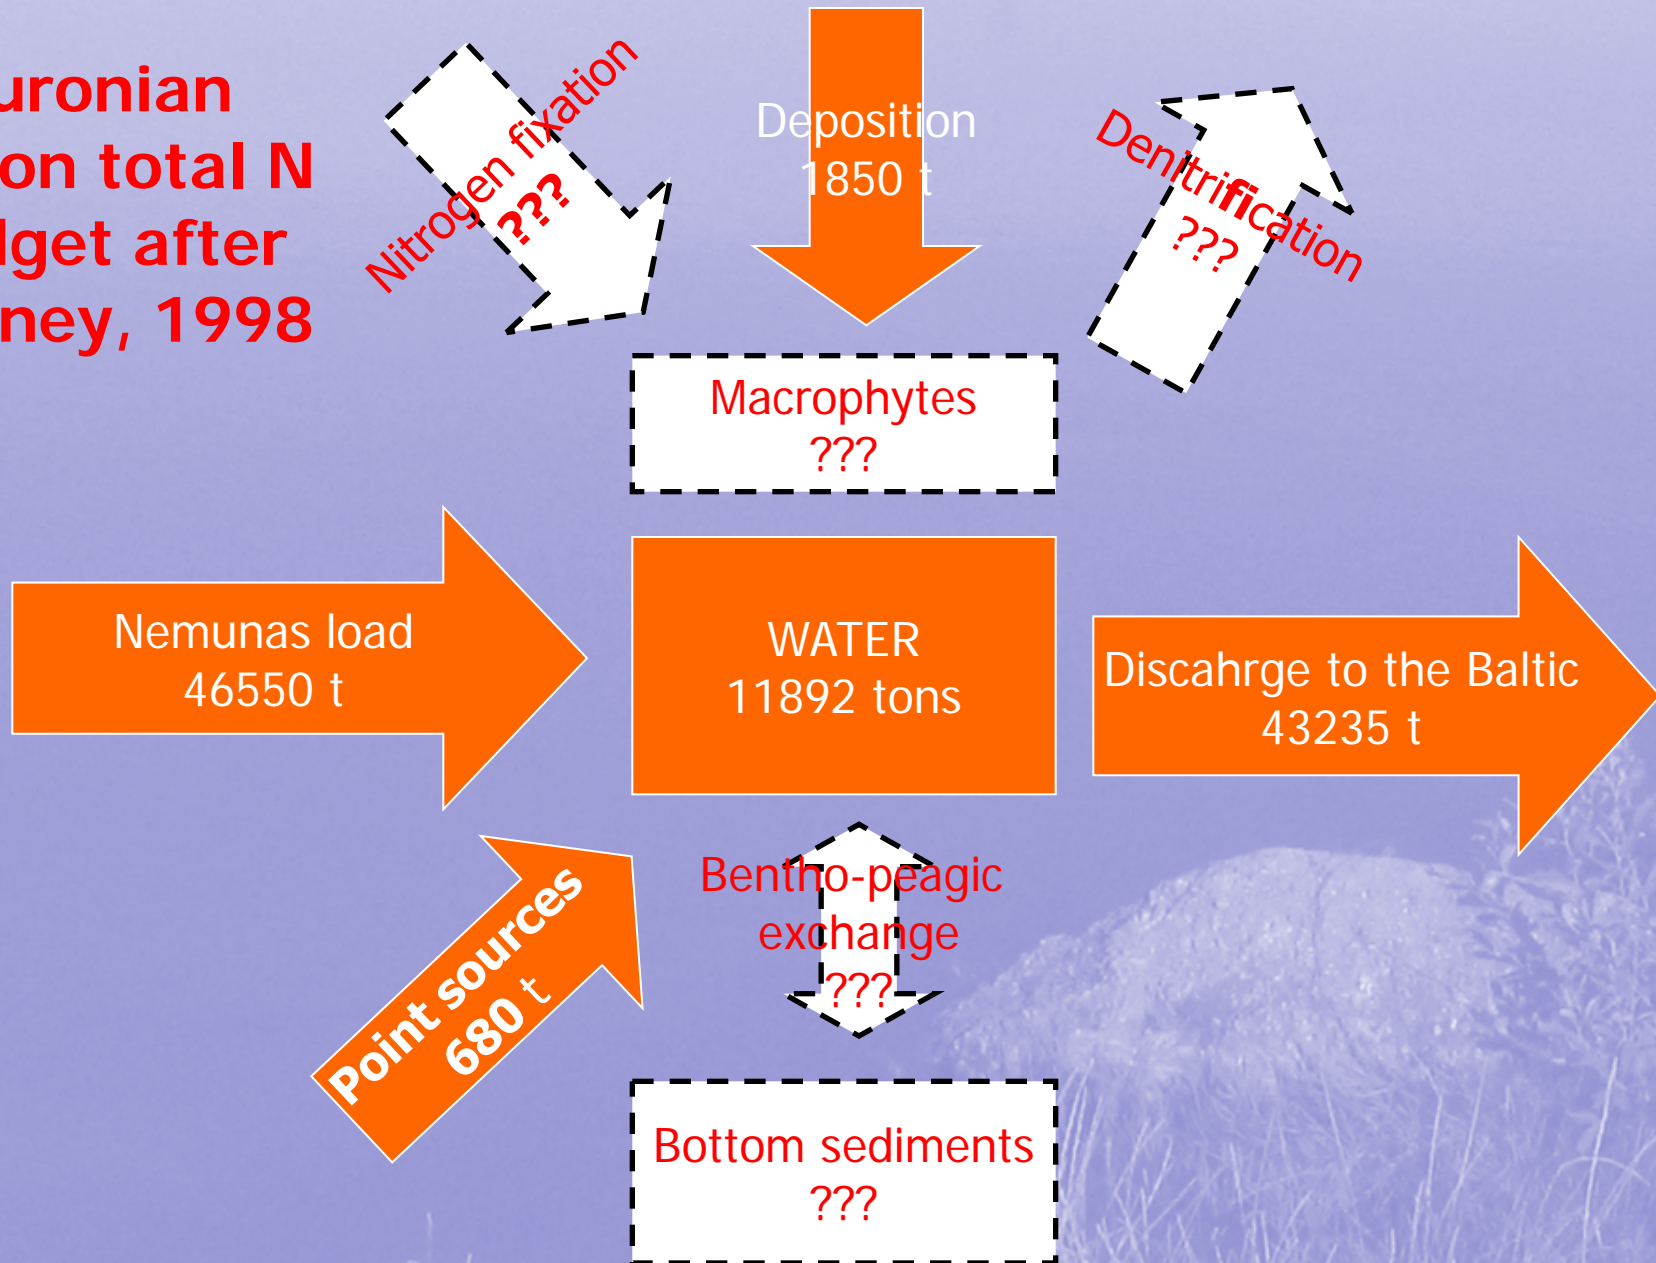 uronian
on total N
lget after
ney, 1998
Nitrogen fixation
???
Deposition
1850 t
Denitrification
???
Macrophytes
???
Nemunas load
46550 t
WATER
11892 tons
Discahrge to the Baltic
43235 t
Point sources
680 t
Bentho-peagic
exchange
???
Bottom sediments
???